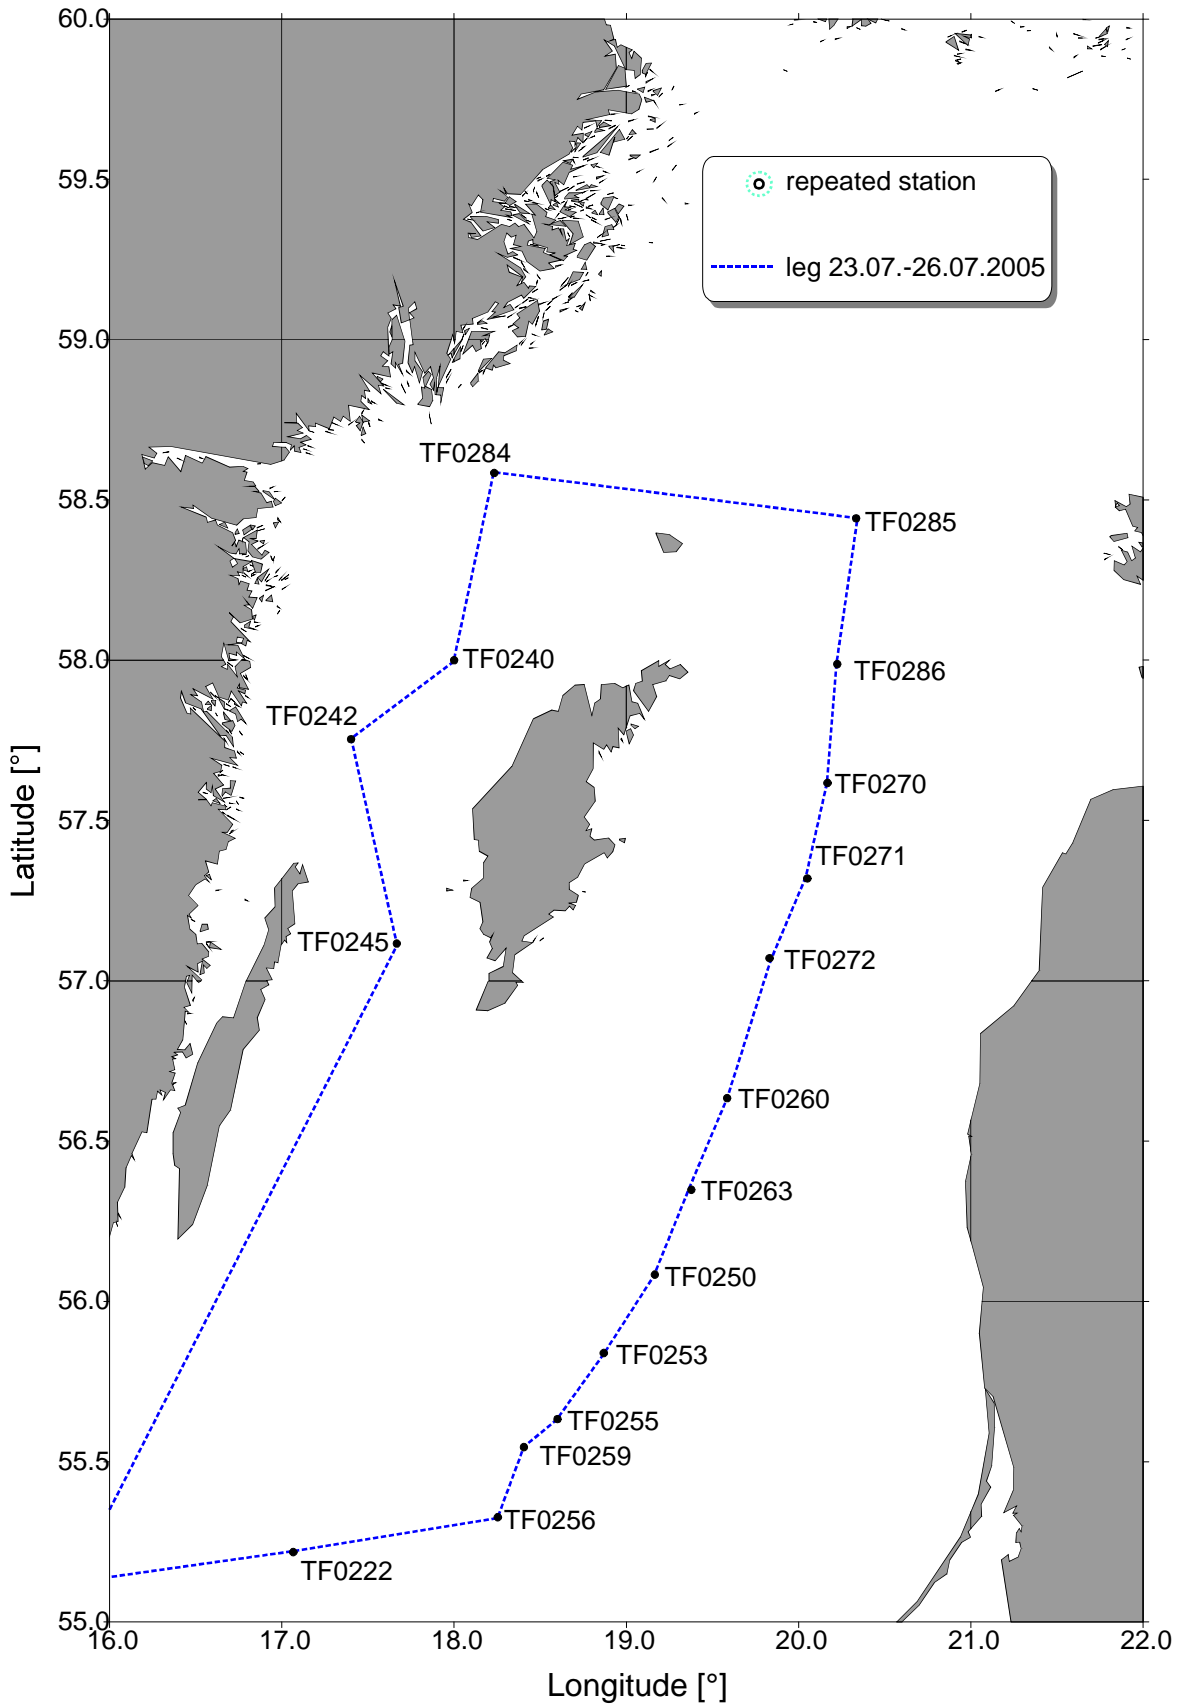 60.0
59.5
repeated station
leg 23.07.-26.07.2005
59.0
TF0284
58.5
TF0285
58.0
TF0240
TF0286
TF0242
TF0270
57.5
TF0271
TF0245
TF0272
57.0
TF0260
56.5
TF0263
TF0250
56.0
TF0253
TF0255
55.5
TF0259
TF0256
TF0222
55.0
16.0 17.0 18.0 19.0 20.0 21.0 22.0
Latitude [°]
Longitude [°]